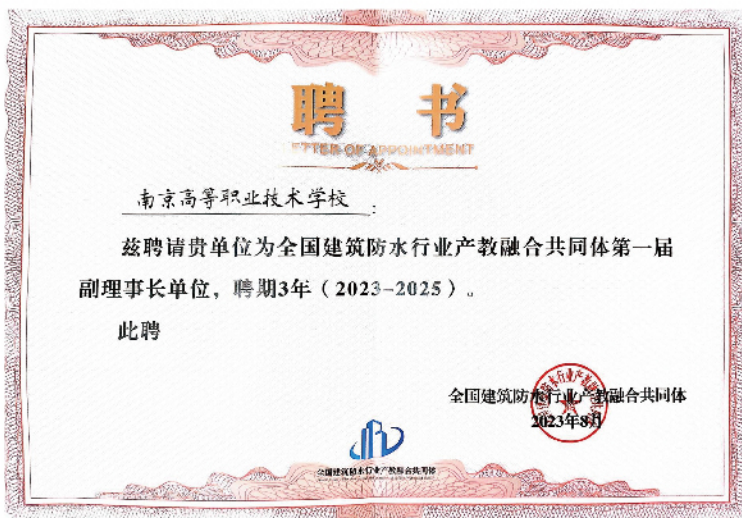 聘 书
LETTER OF APPOINTMENT
南京高等职业技术学校：
兹聘请贵单位为全国建筑防水行业产教融合共同体第一届
副理事长单位，聘期3年（2023-2025）。
此聘
全国建筑防水行业产教融合共同体
2023年8月
全国建筑防水行业产教融合共同体